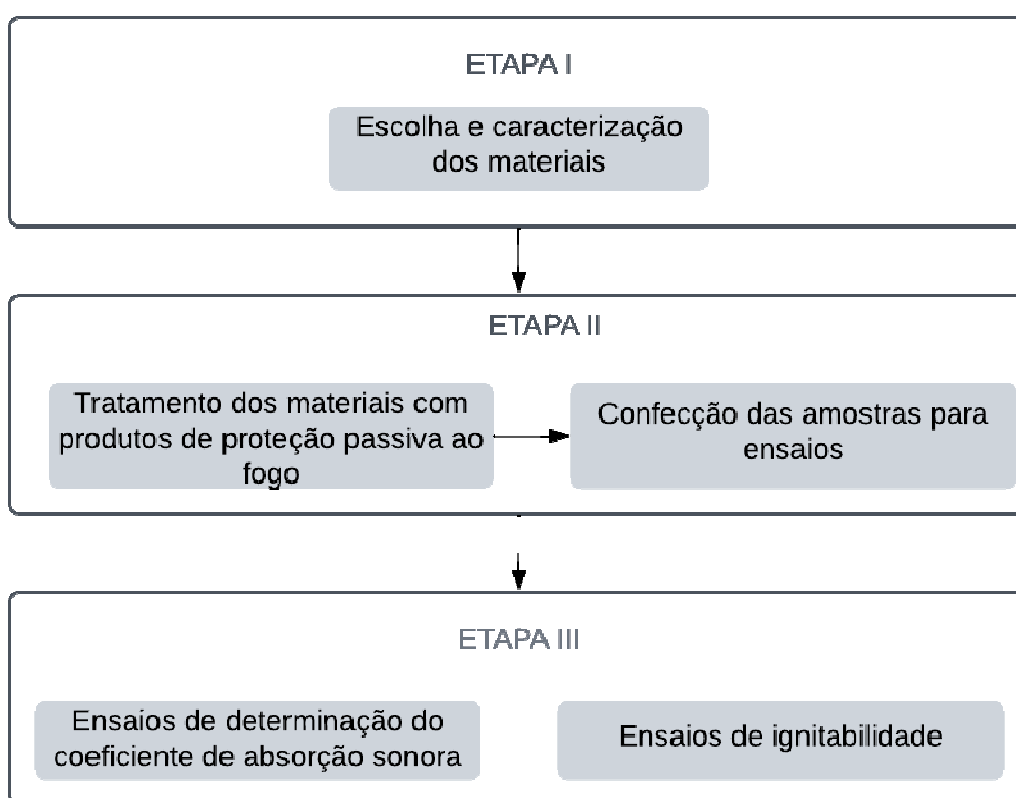 ETAPA I
Escolha e caracterização
dos materiais
ETAPA II
Tratamento dos materiais com
produtos de proteção passiva ao
fogo
Confecção das amostras para
ensaios
ETAPA III
Ensaios de determinação do
coeficiente de absorção sonora
Ensaios de ignitabilidade